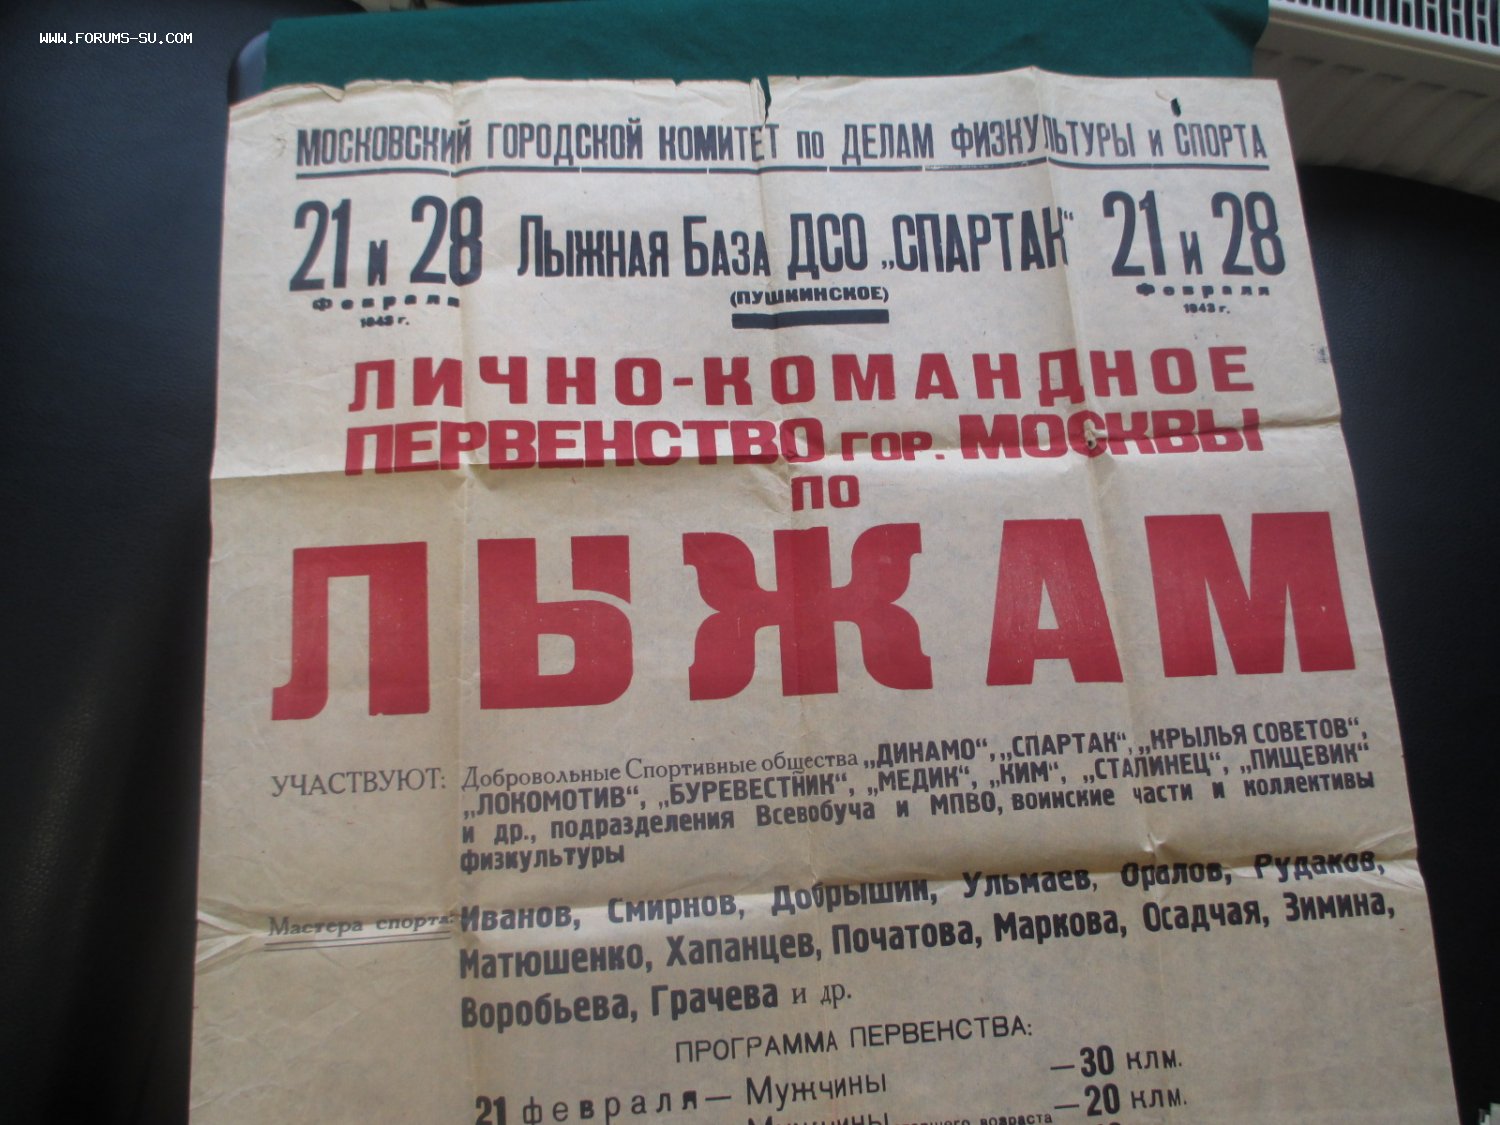 WWW.FORUMS-SU.COM
МОСКОВСКИЙ ГОРОДСКОЙ КОМИТЕТ ПО ДЕЛАМ ФИЗКУЛЬТУРЫ И СПОРТА
21 и 28 Лыжная База ДСО „СПАРТАК“ 21 и 28
Февраля (ПУШКИНСКОЕ) Февраля
1943 г. 1943 г.
ЛИЧНО-КОМАНДНОЕ
ПЕРВЕНСТВО ГОР. МОСКВЫ
ПО
ЛЫЖАМ
УЧАСТВУЮТ: Добровольные Спортивные общества „ДИНАМО“, „СПАРТАК“, „КРЫЛЬЯ СОВЕТОВ“,
„ЛОКОМОТИВ“, „БУРЕВЕСТНИК“, „МЕДИК“, „КИМ“, „СТАЛИНЕЦ“, „ПИЩЕВИК“
и др., подразделения Всевобуча и МПВО, воинские части и коллективы
физкультуры
Мастера спорта: Иванов, Смирнов, Добрышин, Ульмаев, Оралов, Рудаков,
Матюшенко, Хапанцев, Початова, Маркова, Осадчая, Зимина,
Воробьева, Грачева и др.
ПРОГРАММА ПЕРВЕНСТВА:
21 февраля — Мужчины — 30 клм.
Мужчины возраста — 20 клм.